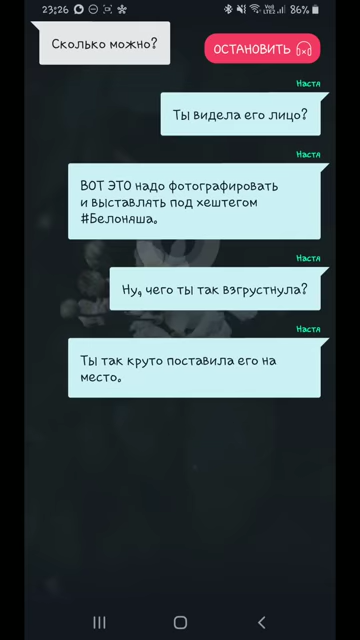 23:26
86%
Сколько можно?
ОСТАНОВИТЬ
Настя
Ты видела его лицо?
Настя
ВОТ ЭТО надо фотографировать
и выставлять под хештегом
#Белоняша.
Настя
Ну, чего ты так взгрустнула?
Настя
Ты так круто поставила его на
место.